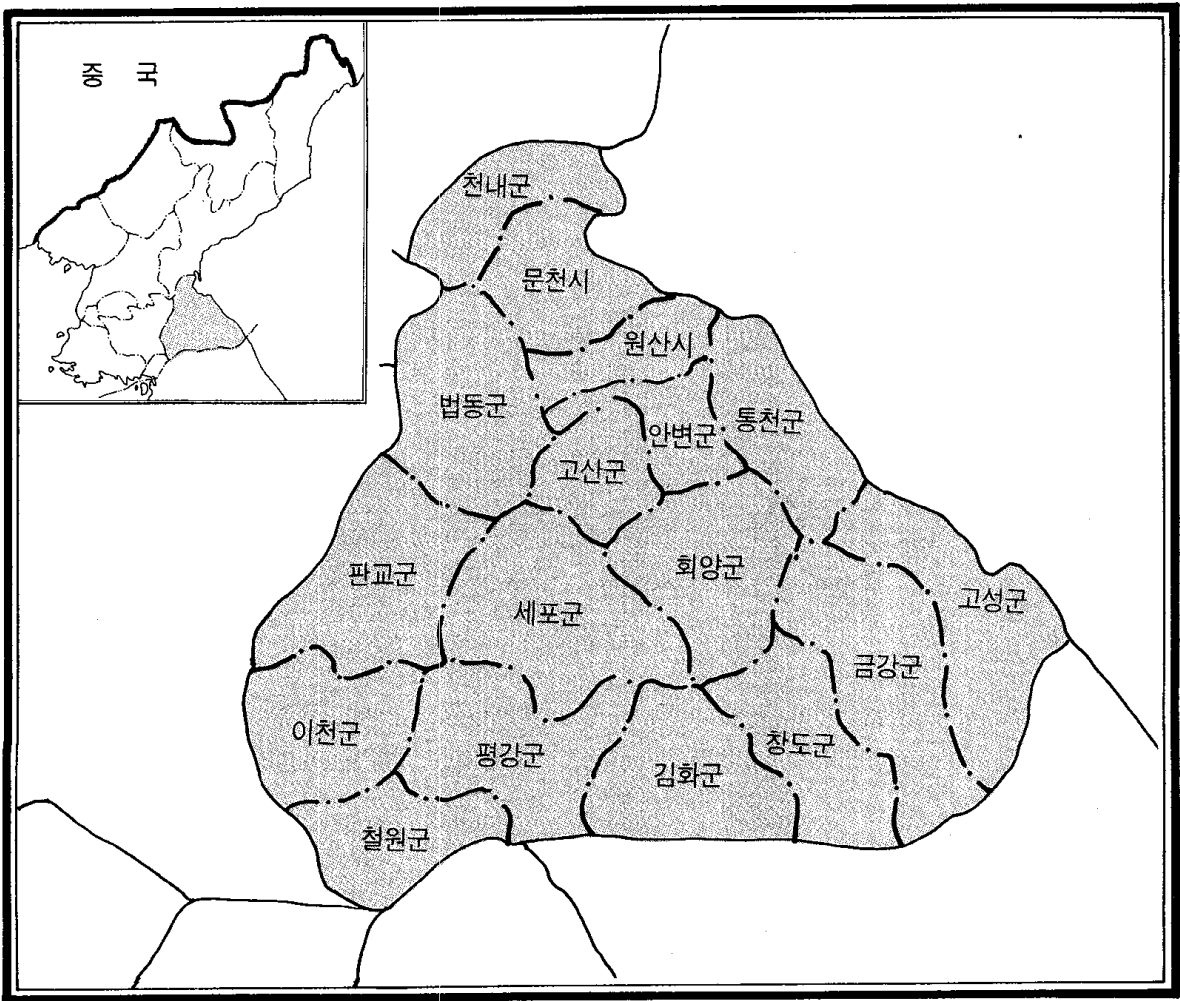 중 국
천내군
문천시
원산시
법동군
통천군
안변군
고산군
회양군
판교군
고성군
세포군
금강군
이천군
창도군
평강군
김화군
철원군